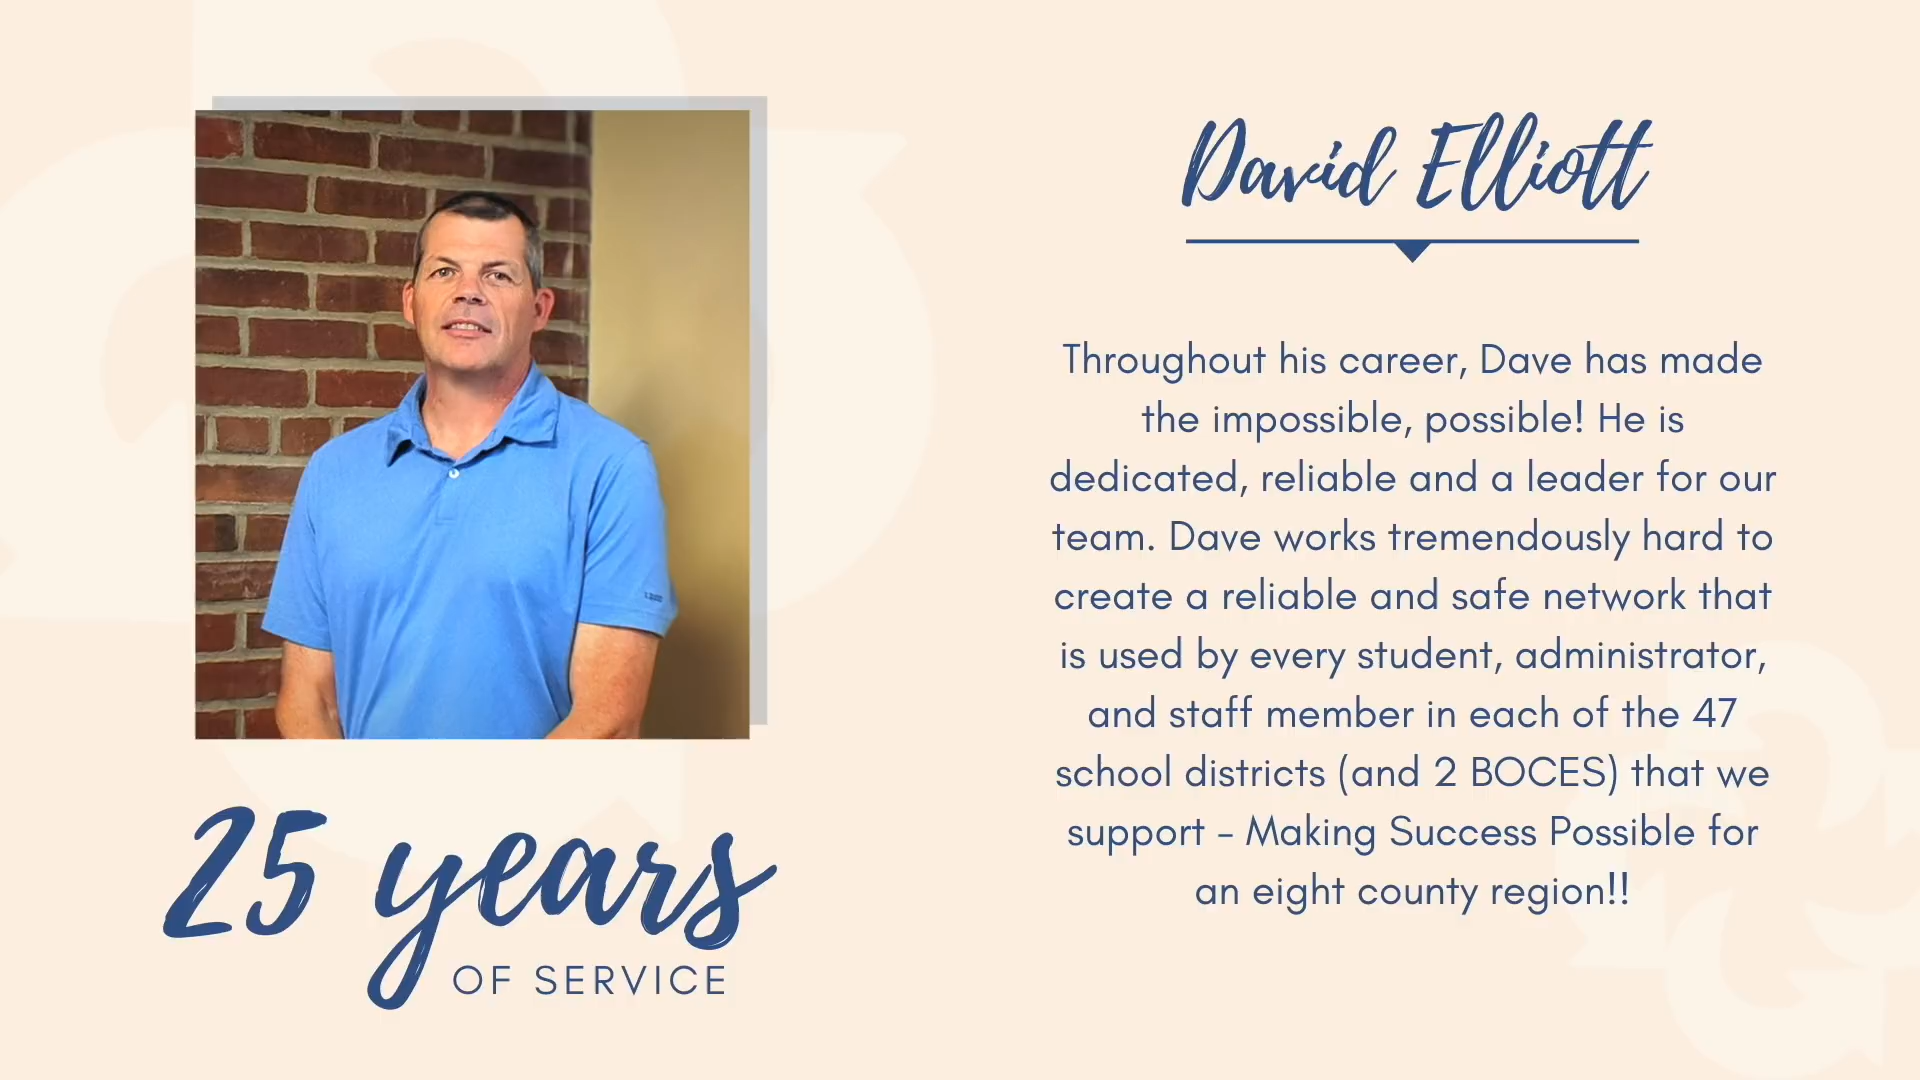 David Elliott
Throughout his career, Dave has made
the impossible, possible! He is
dedicated, reliable and a leader for our
team. Dave works tremendously hard to
create a reliable and safe network that
is used by every student, administrator,
and staff member in each of the 47
school districts (and 2 BOCES) that we
support - Making Success Possible for
an eight county region!!
25 years
OF SERVICE